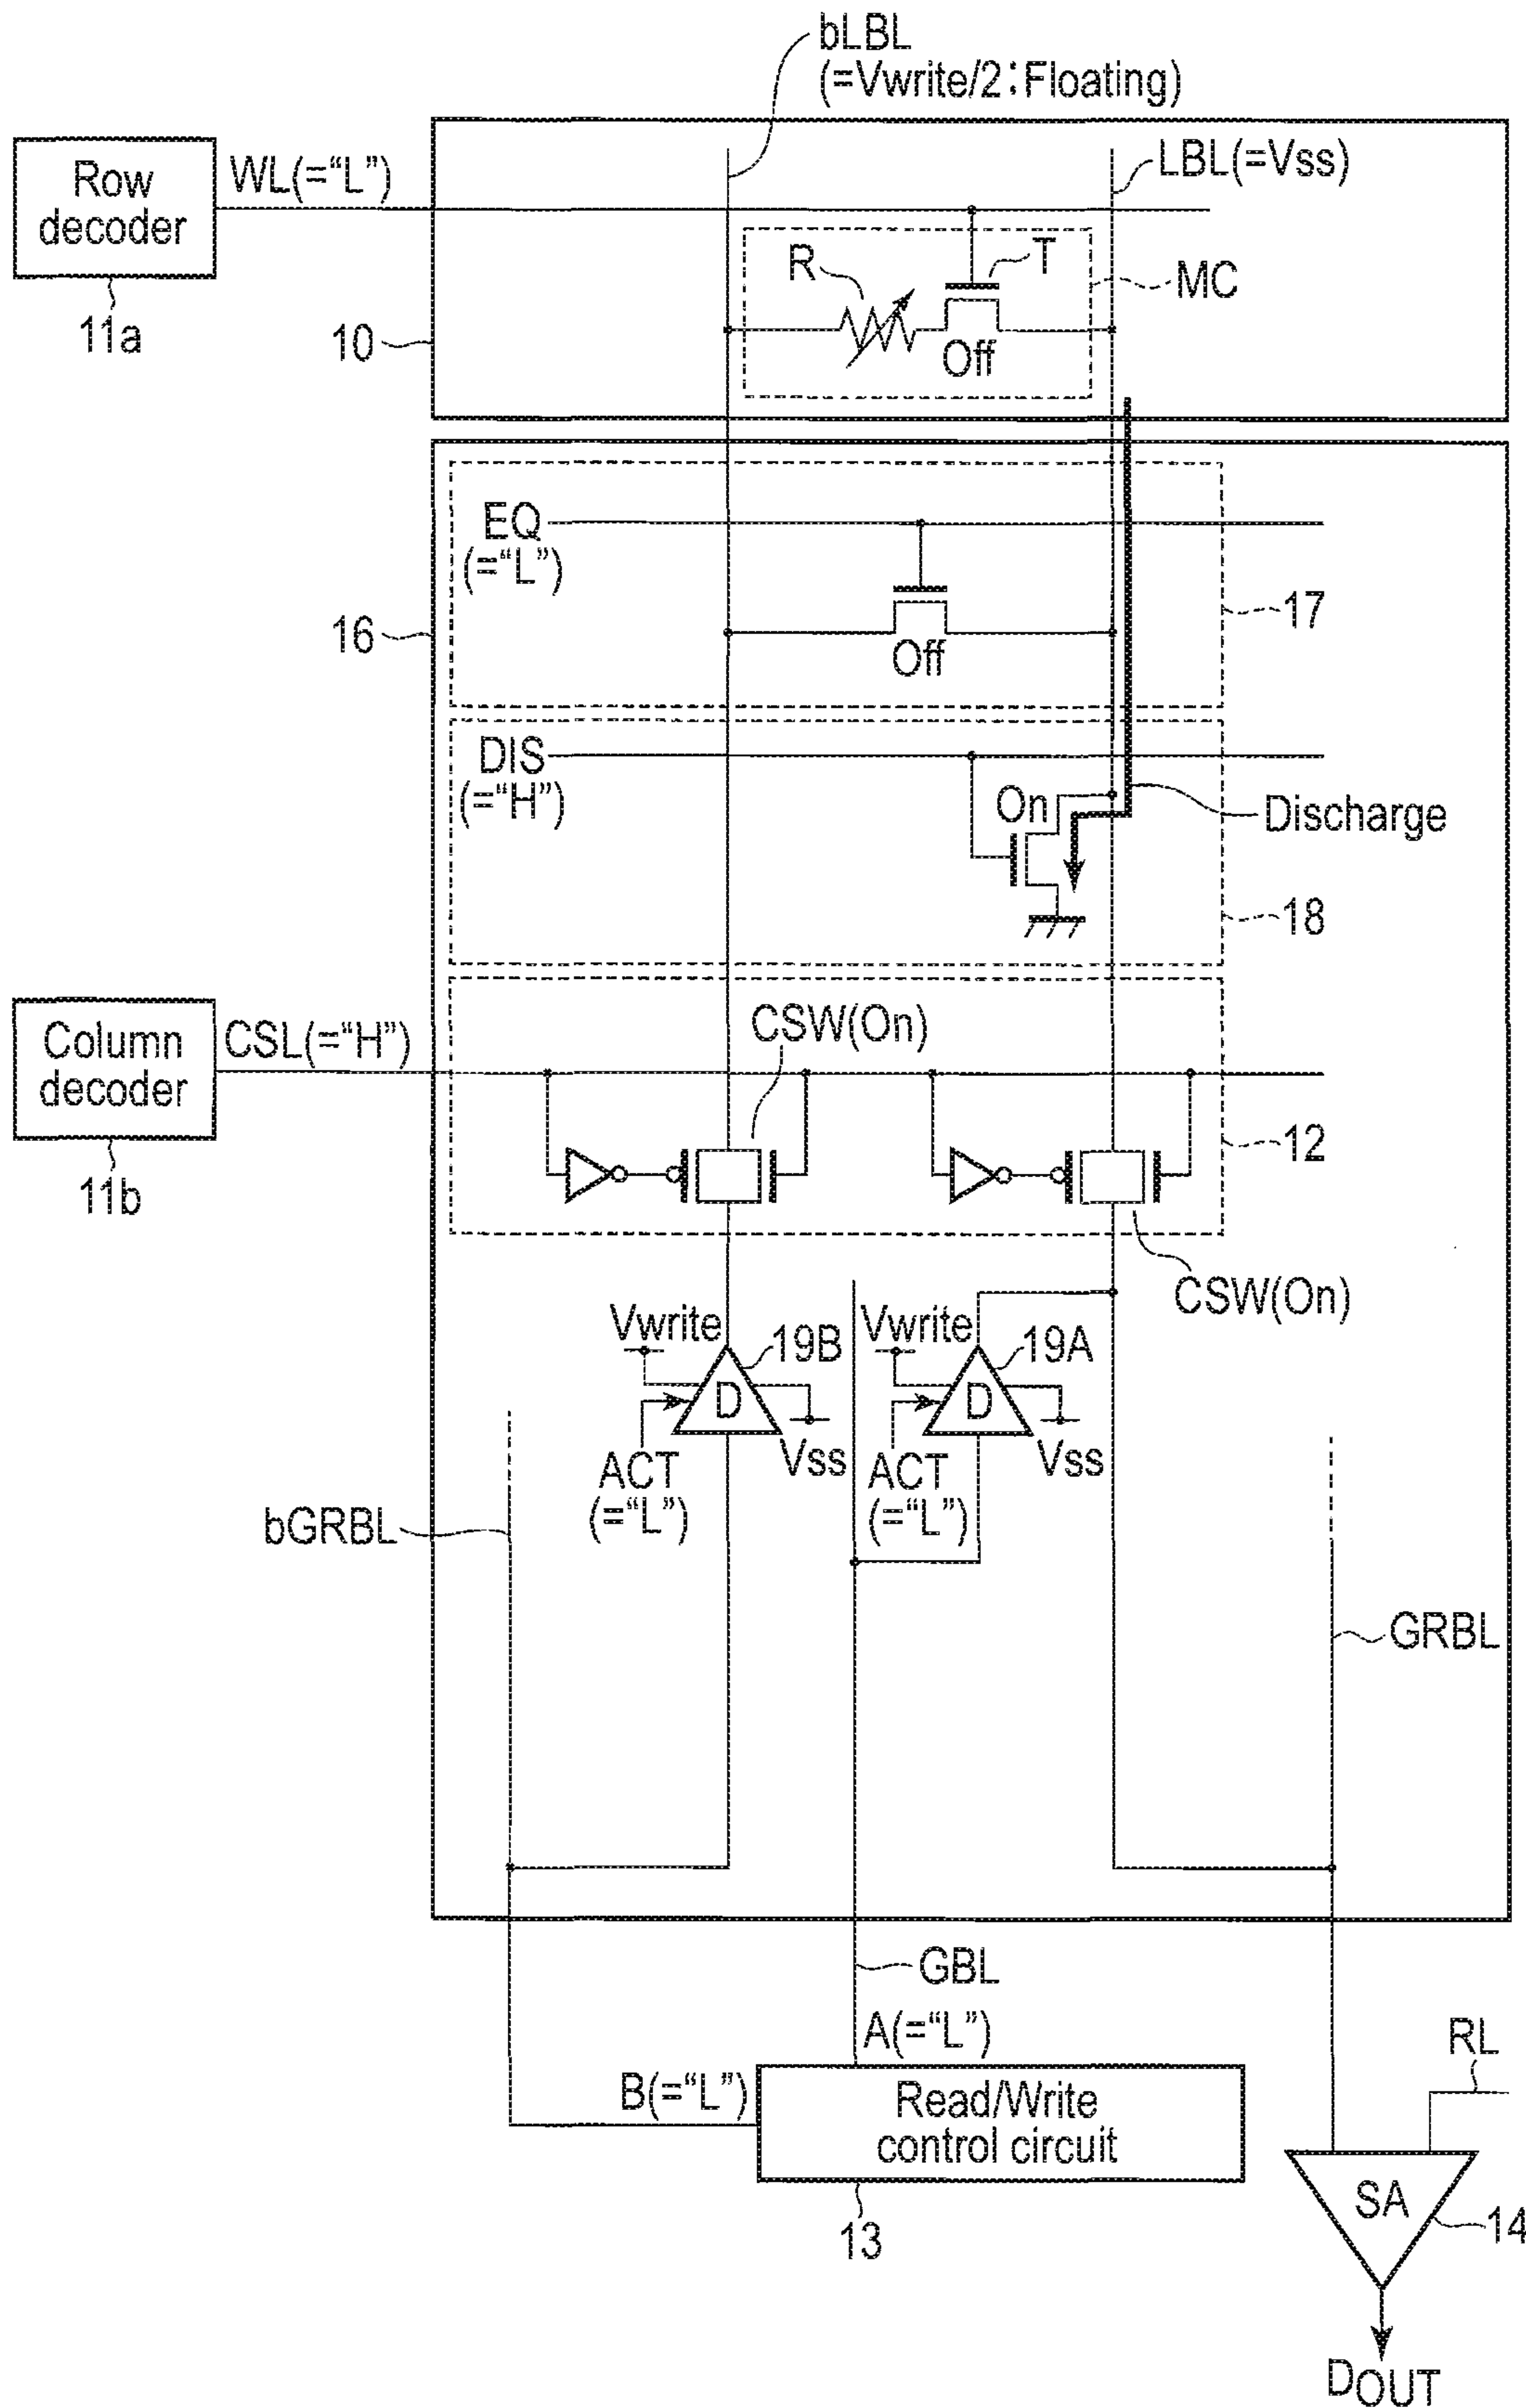 bLBL
(=Vwrite/2:Floating)
Row
decoder
WL(="L")
LBL(=Vss)
11a
R
T
MC
10
Off
EQ
(="L")
16
17
Off
DIS
(="H")
On
Discharge
18
Column
decoder
CSL(="H")
CSW(On)
11b
12
CSW(On)
Vwrite
19B
Vwrite
19A
D
D
ACT
(="L")
Vss
ACT
(="L")
Vss
bGRBL
GRBL
GBL
A(="L")
RL
B(="L")
Read/Write
control circuit
13
SA
14
DOUT